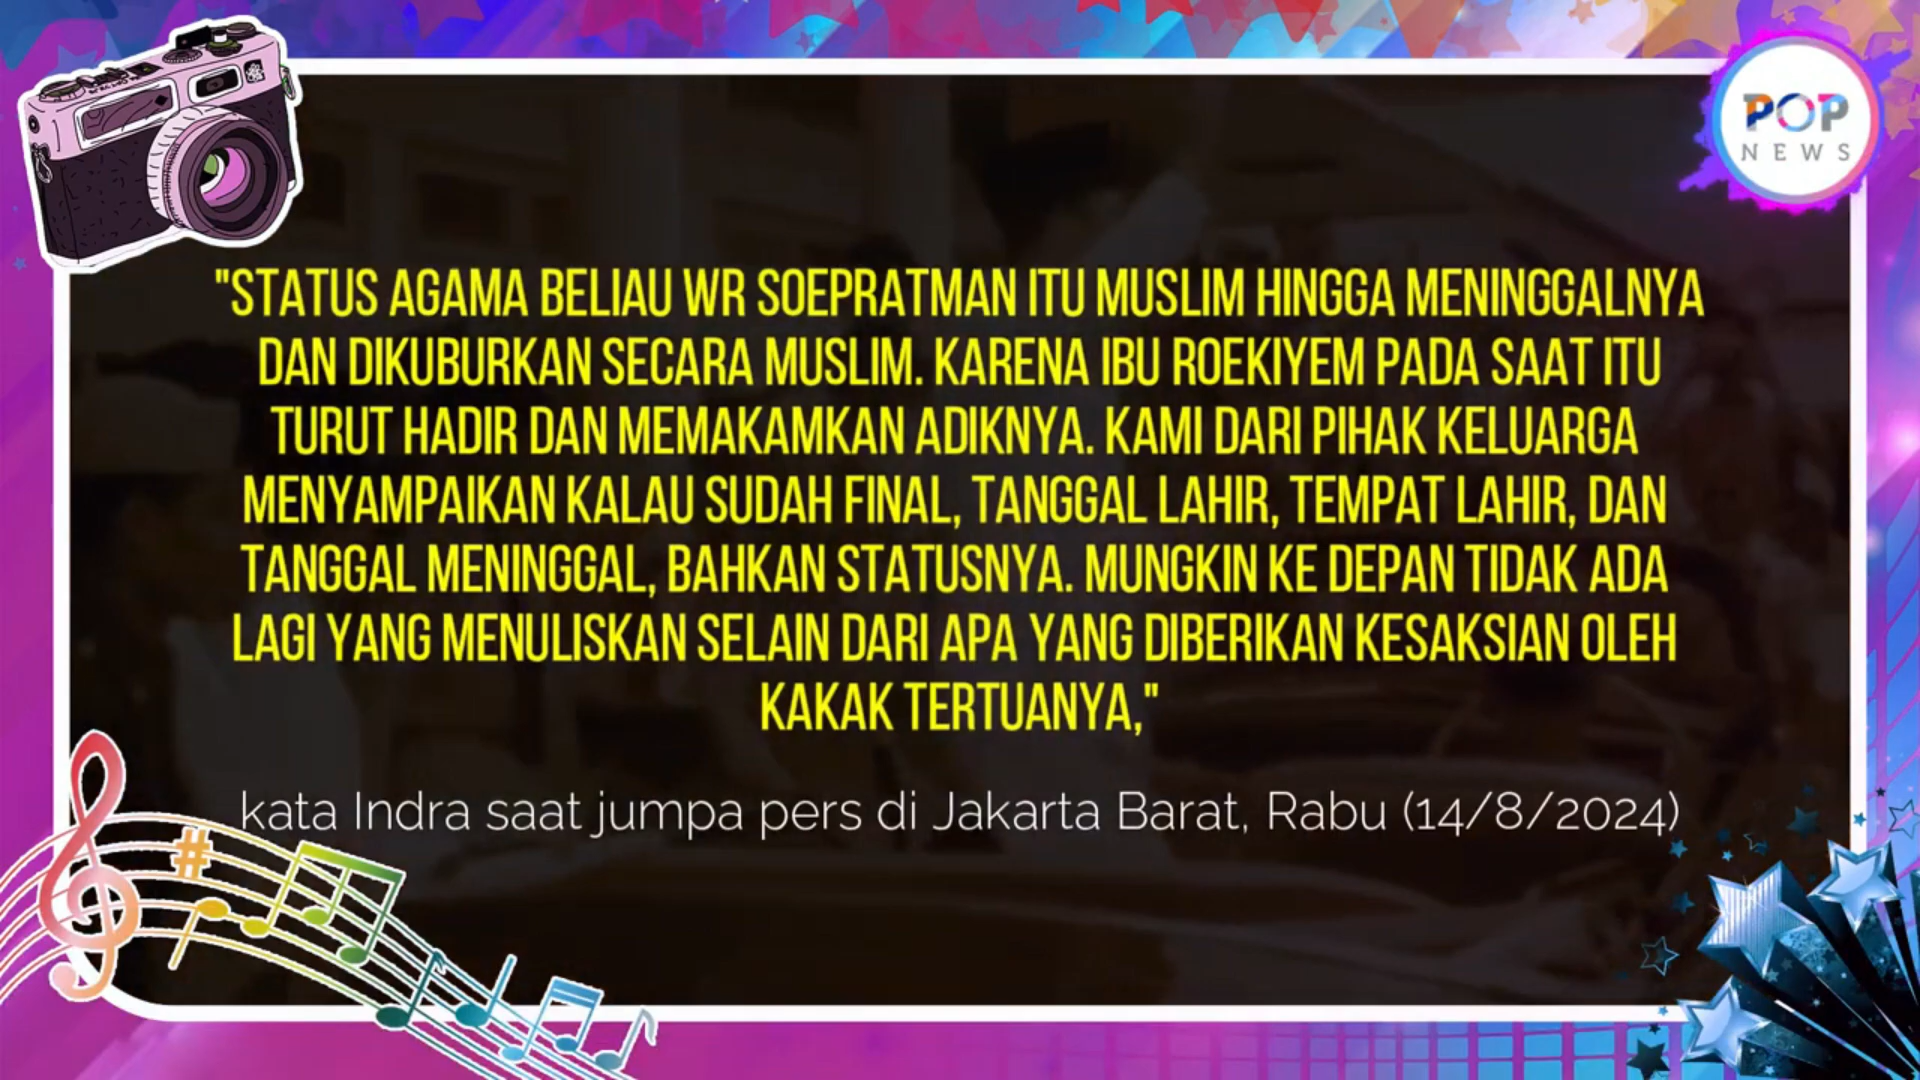 POP
NEWS
"STATUS AGAMA BELIAU WR SOEPRATMAN ITU MUSLIM HINGGA MENINGGALNYA
DAN DIKUBURKAN SECARA MUSLIM. KARENA IBU ROEKIYEM PADA SAAT ITU
TURUT HADIR DAN MEMAKAMKAN ADIKNYA. KAMI DARI PIHAK KELUARGA
MENYAMPAIKAN KALAU SUDAH FINAL, TANGGAL LAHIR, TEMPAT LAHIR, DAN
TANGGAL MENINGGAL, BAHKAN STATUSNYA. MUNGKIN KE DEPAN TIDAK ADA
LAGI YANG MENULISKAN SELAIN DARI APA YANG DIBERIKAN KESAKSIAN OLEH
KAKAK TERTUANYA,"
kata Indra saat jumpa pers di Jakarta Barat, Rabu (14/8/2024)